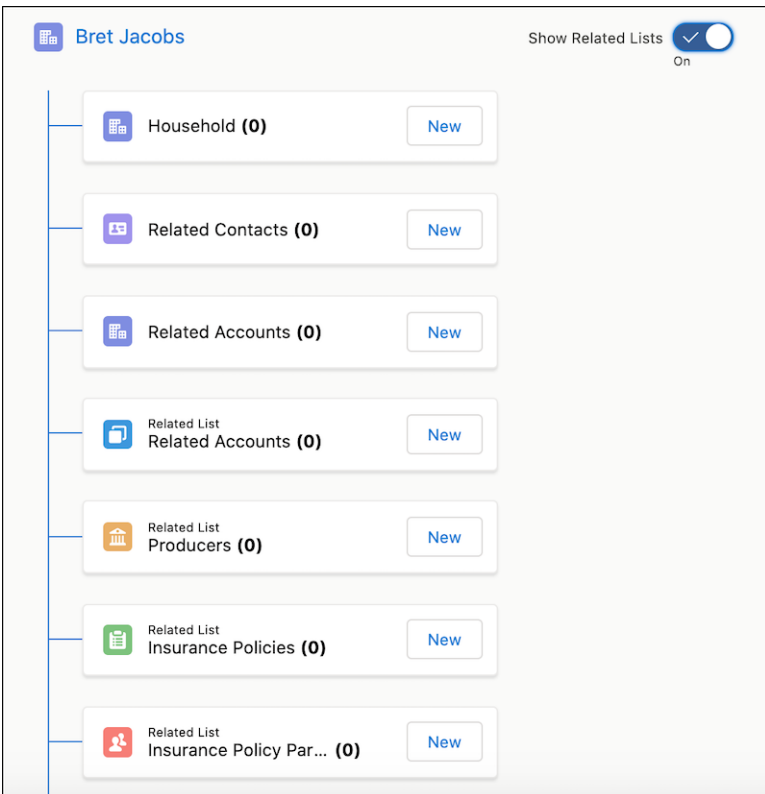 Bret Jacobs
Show Related Lists
On
Household (0)
New
Related Contacts (0)
New
Related Accounts (0)
New
Related List
Related Accounts (0)
New
Related List
Producers (0)
New
Related List
Insurance Policies (0)
New
Related List
Insurance Policy Par... (0)
New